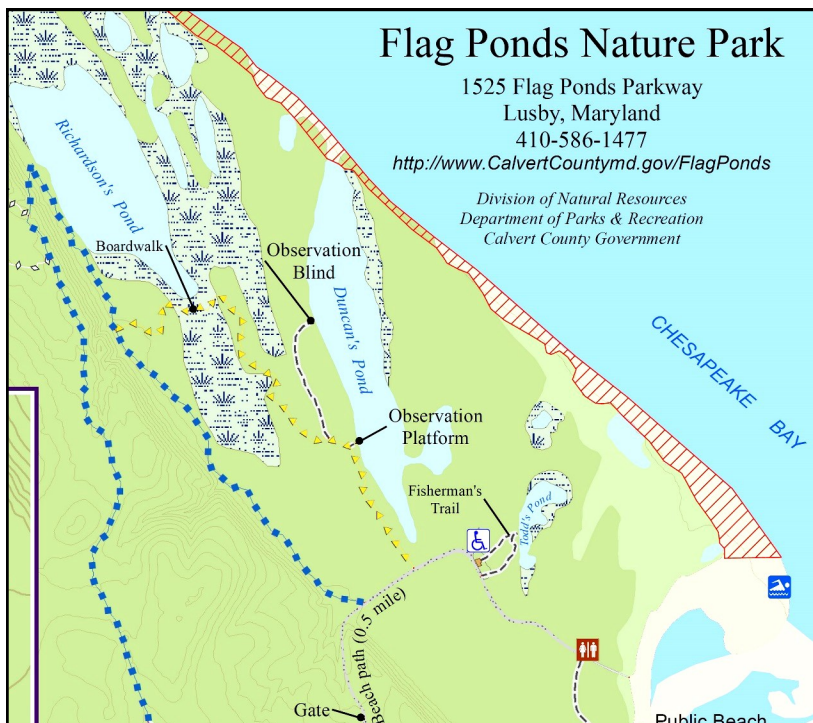 Flag Ponds Nature Park
1525 Flag Ponds Parkway
Lusby, Maryland
410-586-1477
http://www.CalvertCountymd.gov/FlagPonds
Division of Natural Resources
Department of Parks & Recreation
Calvert County Government
Richardson's Pond
Boardwalk
Observation
Blind
Duncan's Pond
CHESAPEAKE BAY
Observation
Platform
Fisherman's
Trail
Todd's Pond
Beach path (0.5 mile)
Gate
Public Beach